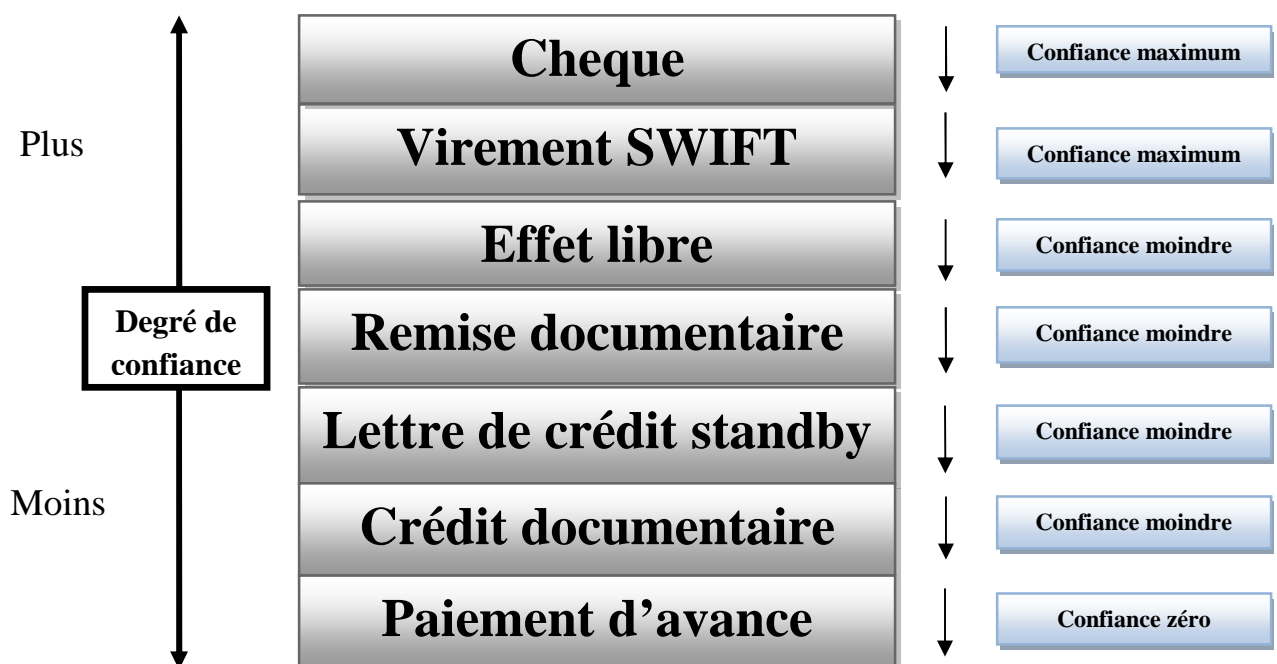 Cheque
Confiance maximum
Plus
Virement SWIFT
Confiance maximum
Effet libre
Confiance moindre
Degré de
confiance
Remise documentaire
Confiance moindre
Lettre de crédit standby
Confiance moindre
Moins
Crédit documentaire
Confiance moindre
Paiement d’avance
Confiance zéro